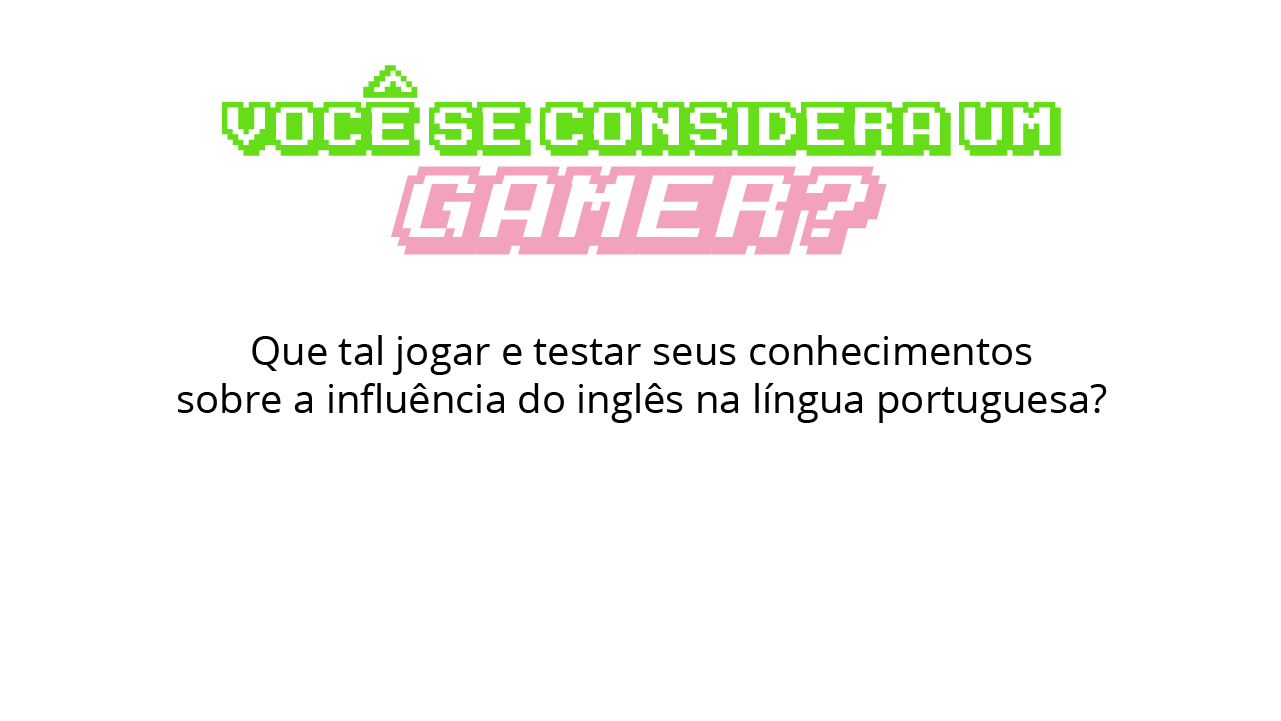 VOCÊ SE CONSIDERA UM
GAMER?
Que tal jogar e testar seus conhecimentos
sobre a influência do inglês na língua portuguesa?